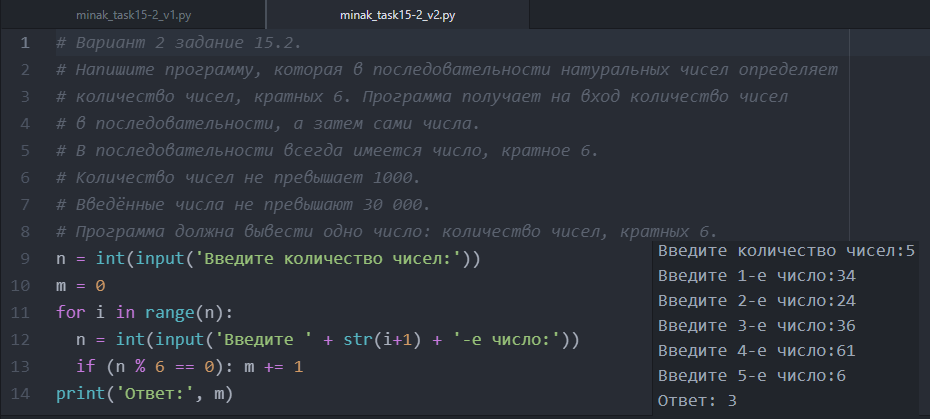 minak_task15-2_v1.py
minak_task15-2_v2.py
1 # Вариант 2 задание 15.2.
2 # Напишите программу, которая в последовательности натуральных чисел определяет
3 # количество чисел, кратных 6. Программа получает на вход количество чисел
4 # в последовательности, а затем сами числа.
5 # В последовательности всегда имеется число, кратное 6.
6 # Количество чисел не превышает 1000.
7 # Введённые числа не превышают 30 000.
8 # Программа должна вывести одно число: количество чисел, кратных 6.
9 n = int(input('Введите количество чисел:'))
10 m = 0
11 for i in range(n):
12   n = int(input('Введите ' + str(i+1) + '-е число:'))
13   if (n % 6 == 0): m += 1
14 print('Ответ:', m)
Введите количество чисел:5
Введите 1-е число:34
Введите 2-е число:24
Введите 3-е число:36
Введите 4-е число:61
Введите 5-е число:6
Ответ: 3